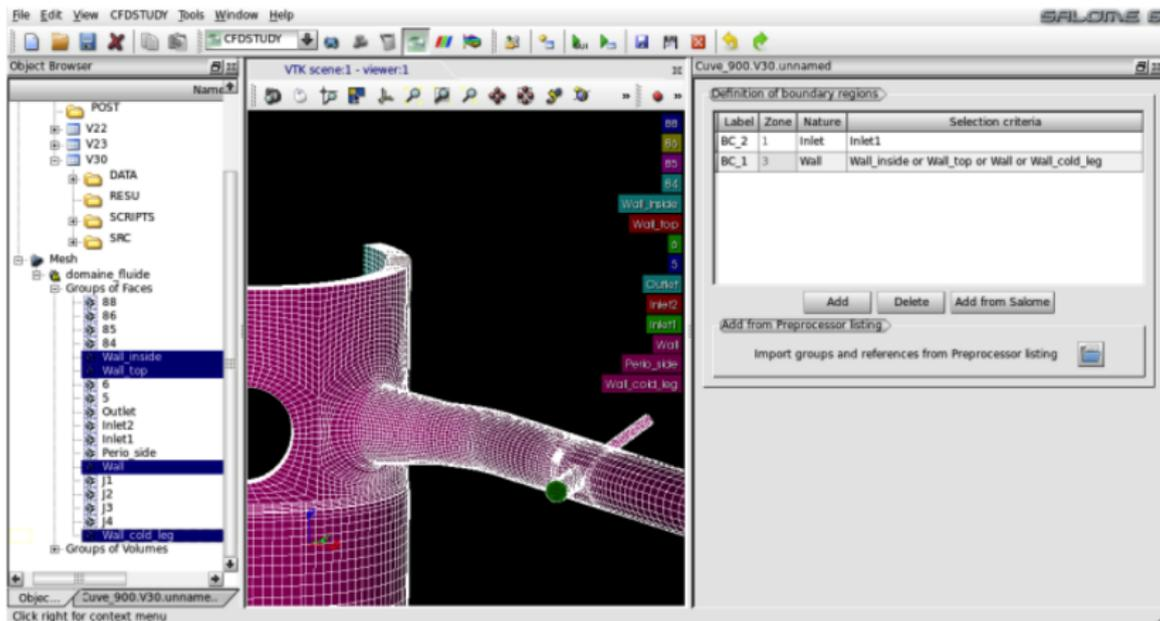 File Edit View CFDSTUDY Tools Window Help
SALOME 6
CFDSTUDY
Object Browser
Name
POST
V22
V23
V30
DATA
RESU
SCRIPTS
SRC
Mesh
domaine_fluide
Groups of Faces
88
86
85
84
Wall_inside
Wall_top
6
5
Outlet
Inlet2
Inlet1
Perio_side
Wall
J1
J2
J3
J4
Wall_cold_leg
Groups of Volumes
Objec...
Cuve_900.V30.unname..
Click right for context menu
VTK scene:1 - viewer:1
88
86
85
84
Wall_inside
Wall_top
6
5
Outlet
Inlet2
Inlet1
Wall
Perio_side
Wall_cold_leg
Cuve_900.V30.unnamed
Definition of boundary regions
Label Zone Nature Selection criteria
BC_2 1 Inlet Inlet1
BC_1 3 Wall Wall_inside or Wall_top or Wall or Wall_cold_leg
Add Delete Add from Salome
Add from Preprocessor listing
Import groups and references from Preprocessor listing